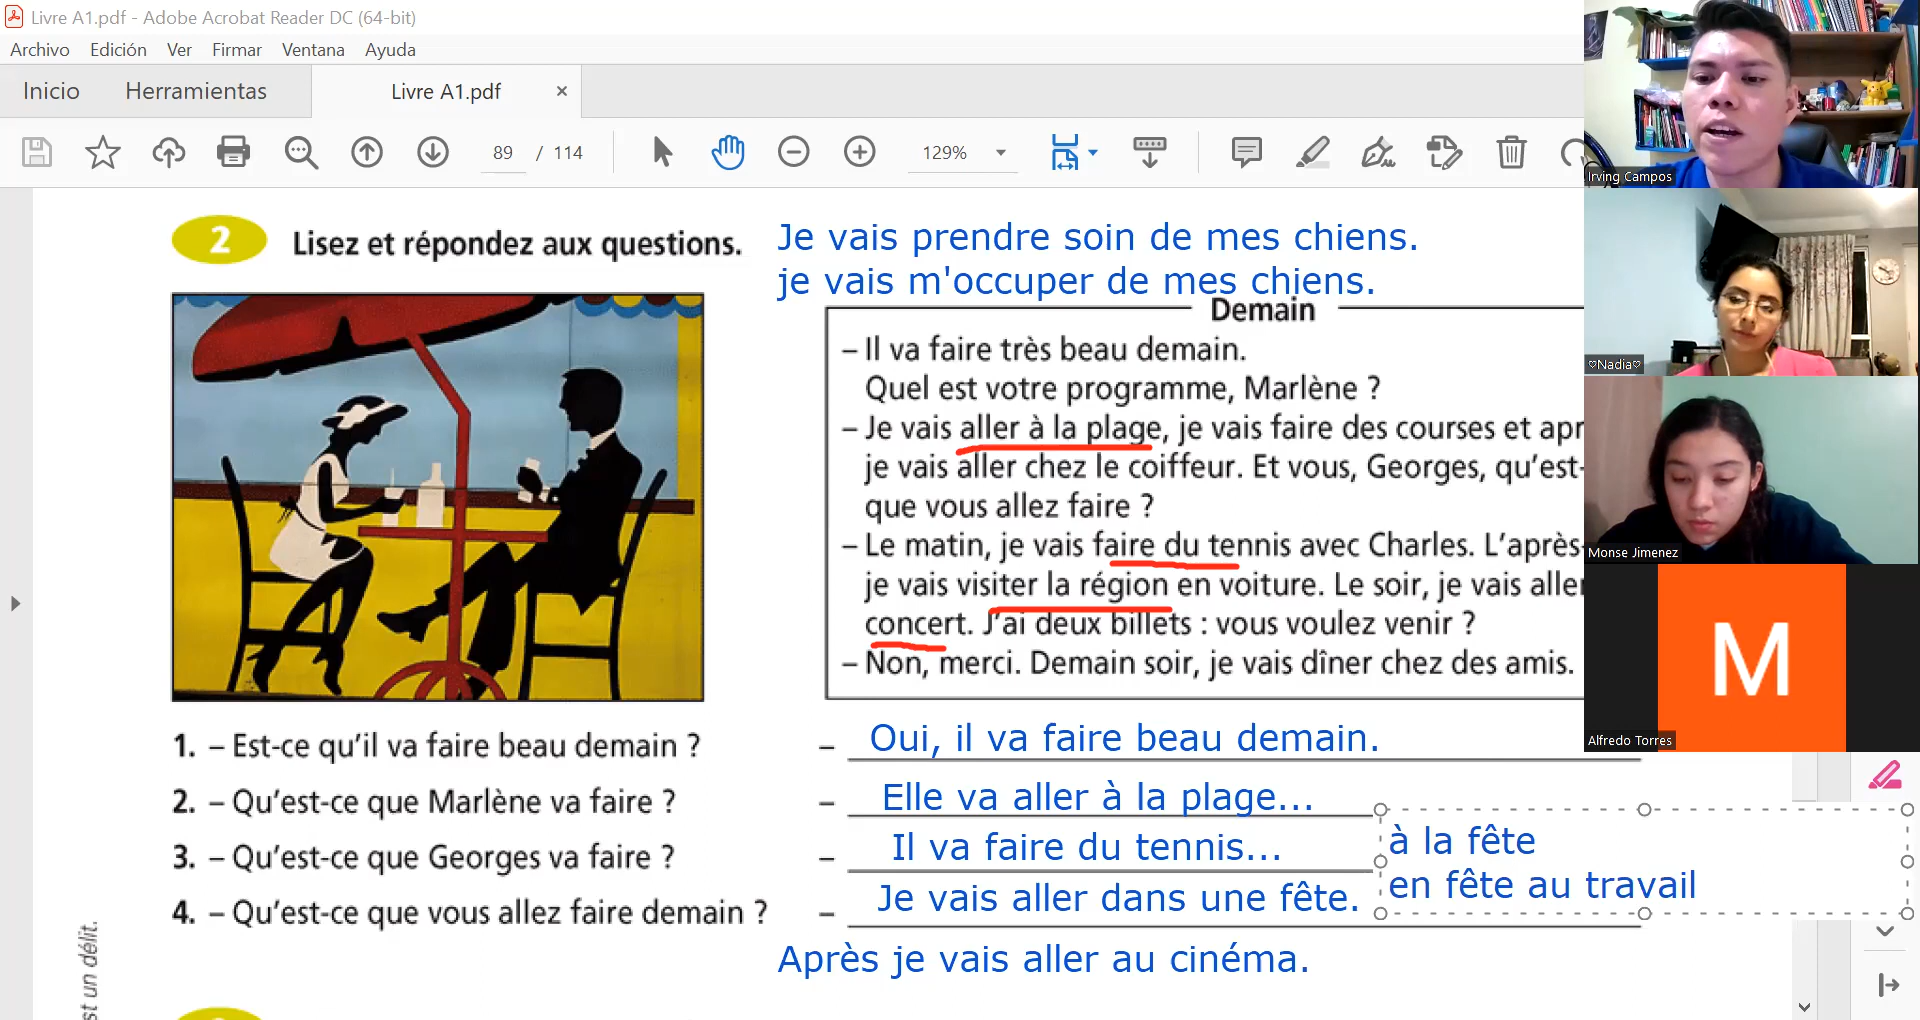 Livre A1.pdf - Adobe Acrobat Reader DC (64-bit)
Archivo Edición Ver Firmar Ventana Ayuda
Inicio Herramientas Livre A1.pdf ×
89 / 114 129%
2 Lisez et répondez aux questions.
Je vais prendre soin de mes chiens.
je vais m'occuper de mes chiens.
Demain
– Il va faire très beau demain.
Quel est votre programme, Marlène ?
– Je vais aller à la plage, je vais faire des courses et apr
je vais aller chez le coiffeur. Et vous, Georges, qu'est-
que vous allez faire ?
– Le matin, je vais faire du tennis avec Charles. L'après-
je vais visiter la région en voiture. Le soir, je vais aller
concert. J'ai deux billets : vous voulez venir ?
– Non, merci. Demain soir, je vais dîner chez des amis.
1. – Est-ce qu'il va faire beau demain ?
– Oui, il va faire beau demain.
2. – Qu'est-ce que Marlène va faire ?
– Elle va aller à la plage...
3. – Qu'est-ce que Georges va faire ?
– Il va faire du tennis...
4. – Qu'est-ce que vous allez faire demain ?
– Je vais aller dans une fête.
à la fête
en fête au travail
Après je vais aller au cinéma.
st un délit.
Irving Campos
♡Nadia♡
Monse Jimenez
M
Alfredo Torres